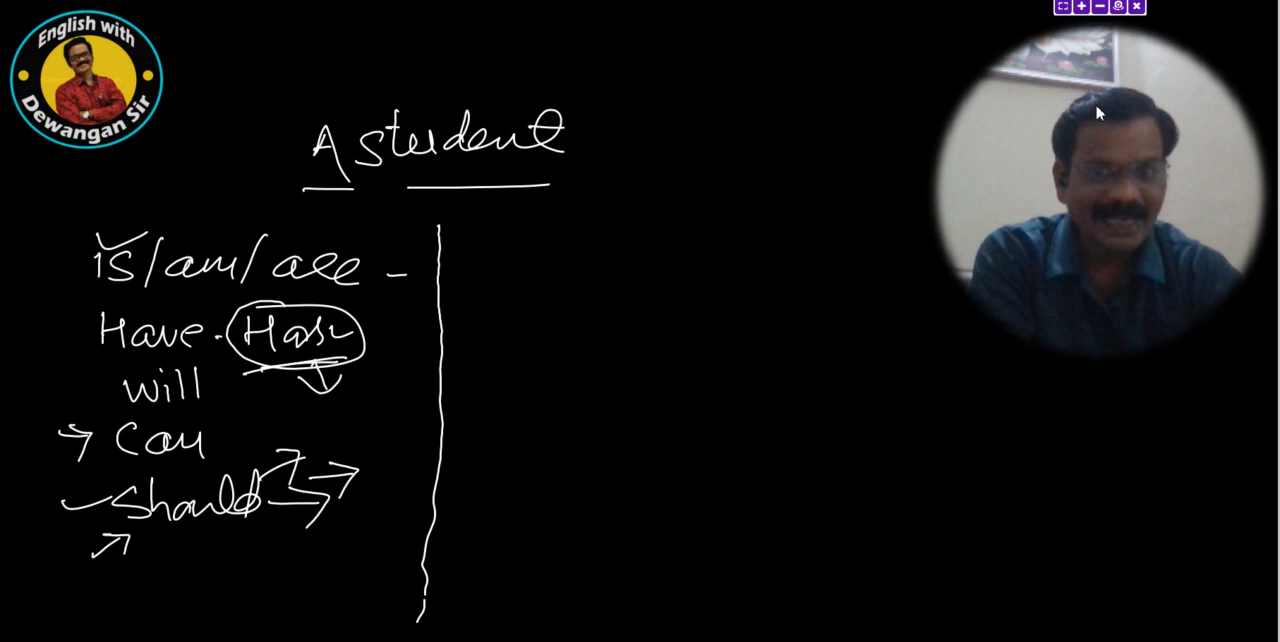 English with
Dewangan Sir
A student
is/am/are -
Have. Has
will
can
should